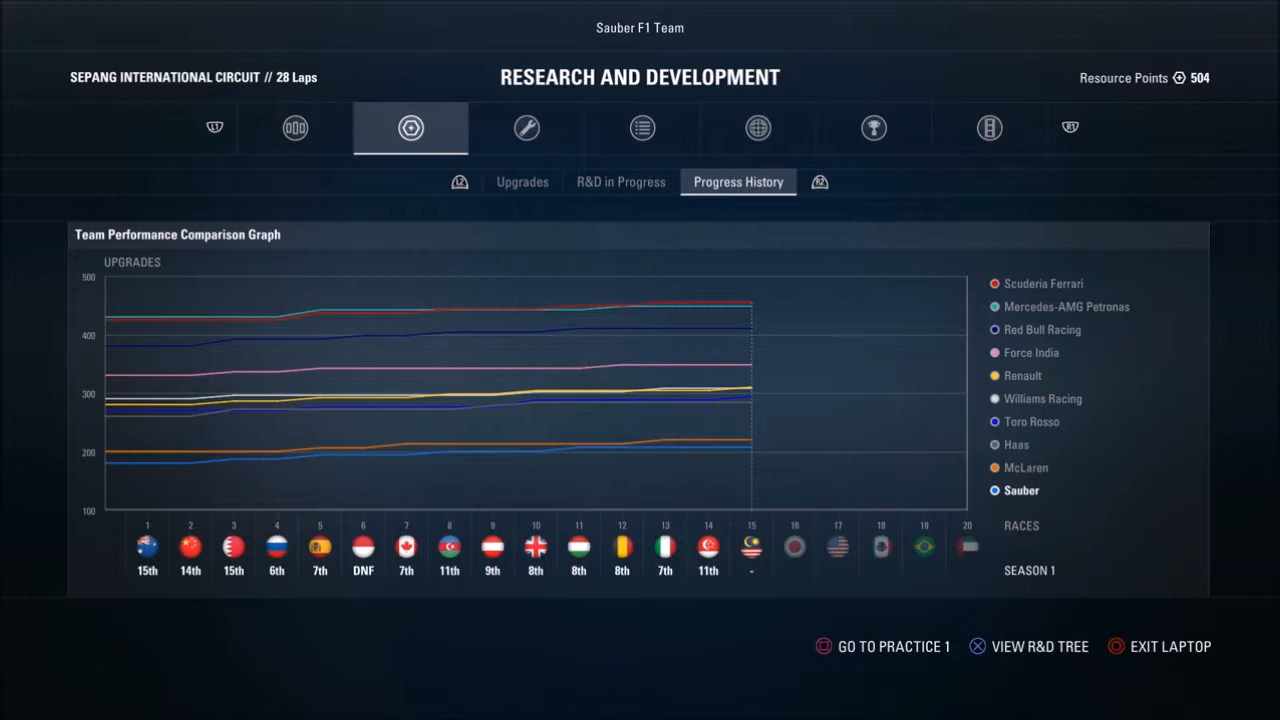 Sauber F1 Team
SEPANG INTERNATIONAL CIRCUIT // 28 Laps
RESEARCH AND DEVELOPMENT
Resource Points 504
L1
R1
L2 Upgrades R&D in Progress Progress History R2
Team Performance Comparison Graph
UPGRADES
500
400
300
200
100
Scuderia Ferrari
Mercedes-AMG Petronas
Red Bull Racing
Force India
Renault
Williams Racing
Toro Rosso
Haas
McLaren
Sauber
1 2 3 4 5 6 7 8 9 10 11 12 13 14 15 16 17 18 19 20 RACES
15th 14th 15th 6th 7th DNF 7th 11th 9th 8th 8th 8th 7th 11th - SEASON 1
GO TO PRACTICE 1 VIEW R&D TREE EXIT LAPTOP